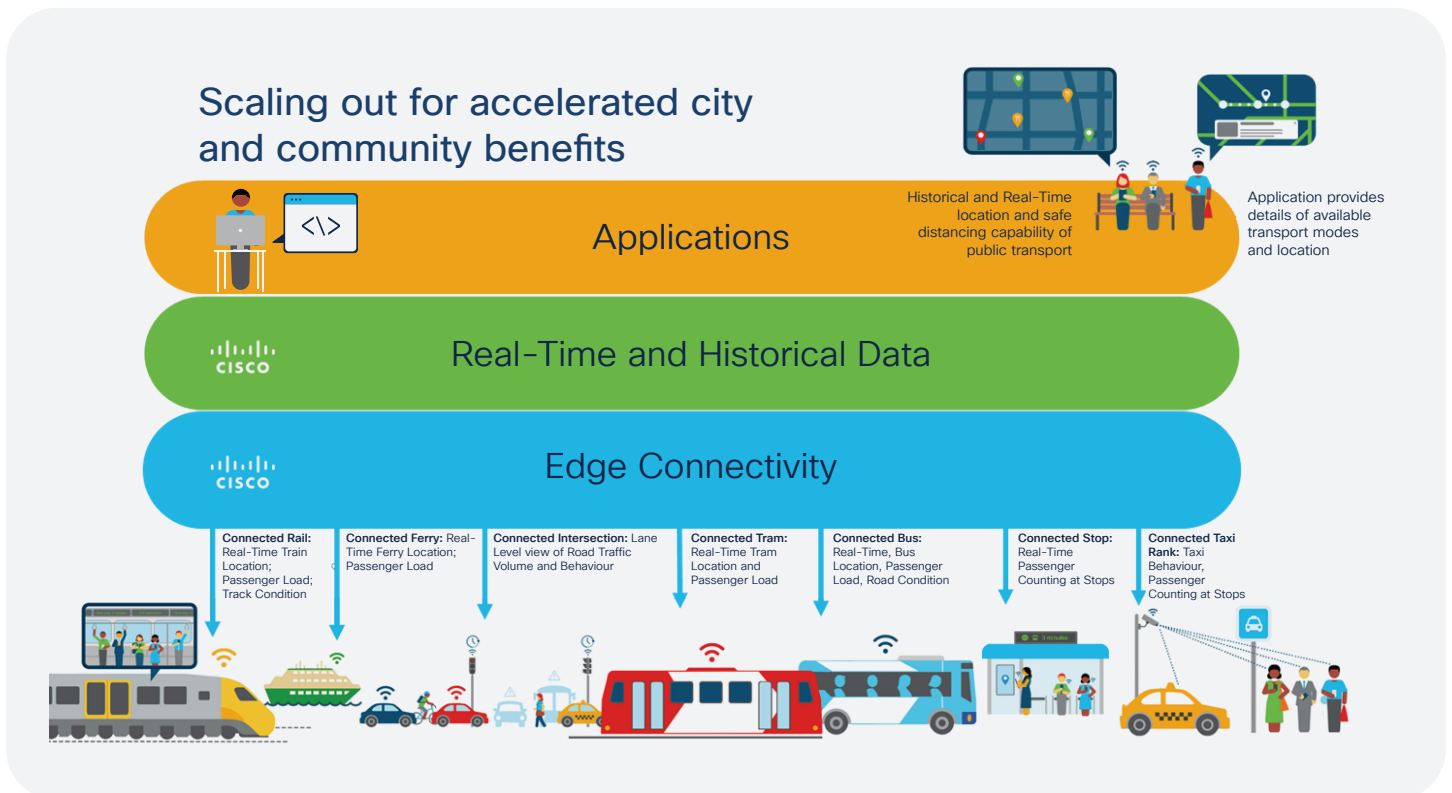 Scaling out for accelerated city
and community benefits
Historical and Real-Time
location and safe
distancing capability of
public transport
Application provides
details of available
transport modes
and location
<\>
Applications
CISCO
Real-Time and Historical Data
CISCO
Edge Connectivity
Connected Rail:
Real-Time Train
Location;
Passenger Load;
Track Condition
Connected Ferry: Real-
Time Ferry Location;
Passenger Load
Connected Intersection: Lane
Level view of Road Traffic
Volume and Behaviour
Connected Tram:
Real-Time Tram
Location and
Passenger Load
Connected Bus:
Real-Time, Bus
Location, Passenger
Load, Road Condition
Connected Stop:
Real-Time
Passenger
Counting at Stops
Connected Taxi
Rank: Taxi
Behaviour,
Passenger
Counting at Stops
3 minutes